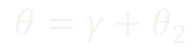 θ = γ + θ₂